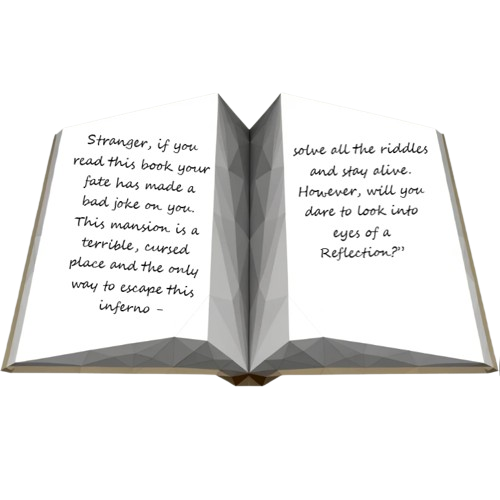 Stranger, if you
read this book your
fate has made a
bad joke on you.
This mansion is a
terrible, cursed
place and the only
way to escape this
inferno -
solve all the riddles
and stay alive.
However, will you
dare to look into
eyes of a
Reflection?"